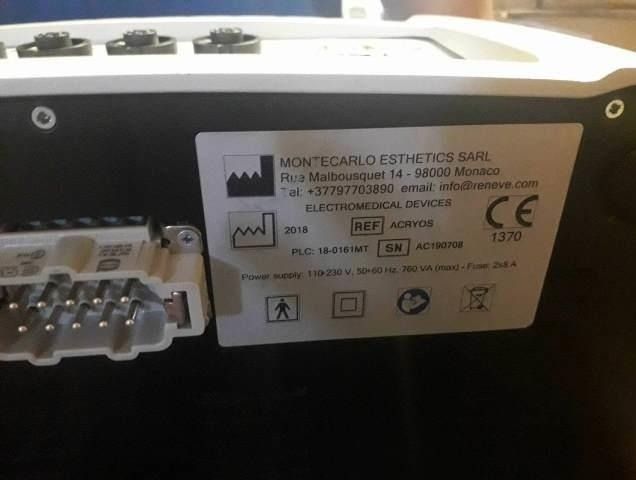 MONTECARLO ESTHETICS SARL
Rue Malbousquet 14 - 98000 Monaco
Tel: +37797703890 email: info@reneve.com
ELECTROMEDICAL DEVICES
2018 REF ACRYOS
CE 1370
PLC: 18-0161MT SN AC190708
Power supply: 110÷230 V, 50÷60 Hz, 760 VA (max) - Fuse: 2x8 A